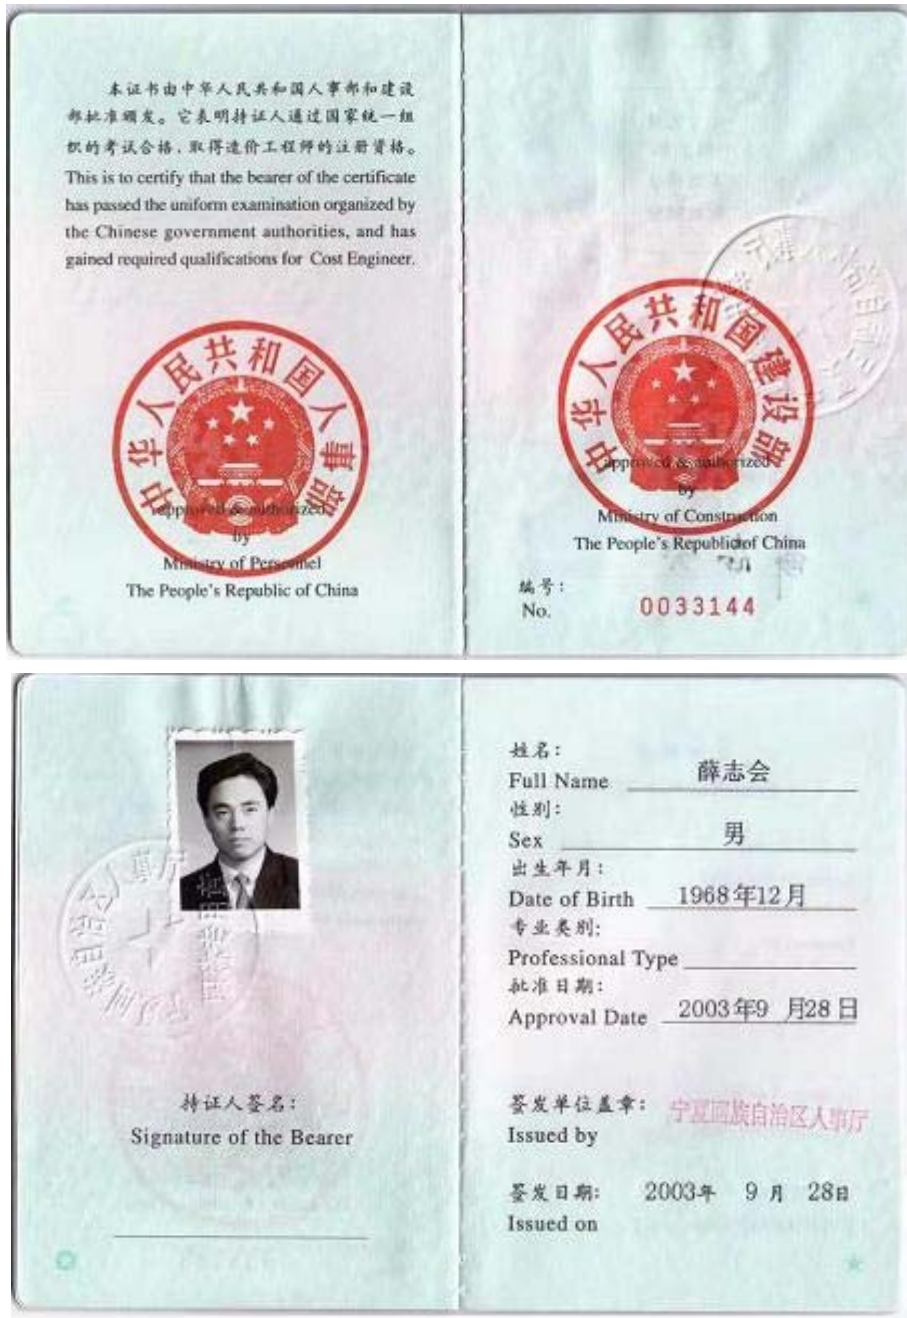 本证书由中华人民共和国人事部和建设
部批准颁发。它表明持证人通过国家统一组
织的考试合格，取得造价工程师的注册资格。
This is to certify that the bearer of the certificate
has passed the uniform examination organized by
the Chinese government authorities, and has
gained required qualifications for Cost Engineer.
中华人民共和国人事部
approved & authorized
by
Ministry of Personnel
The People's Republic of China
中华人民共和国建设部
approved & authorized
by
Ministry of Construction
The People's Republic of China
编号：
No. 0033144
持证人签名：
Signature of the Bearer
姓名：
Full Name 薛志会
性别：
Sex 男
出生年月：
Date of Birth 1968年12月
专业类别：
Professional Type
批准日期：
Approval Date 2003年9 月28日
签发单位盖章： 宁夏回族自治区人事厅
Issued by
签发日期： 2003年 9月 28日
Issued on